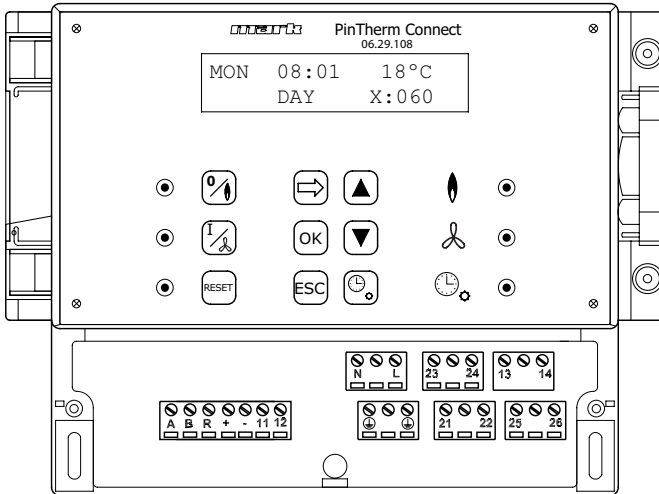 mark PinTherm Connect
06.29.108
MON 08:01 18°C
DAY X:060
0/
I/
OK
RESET ESC
N L 23 24 13 14
A B R + - 11 12 21 22 25 26